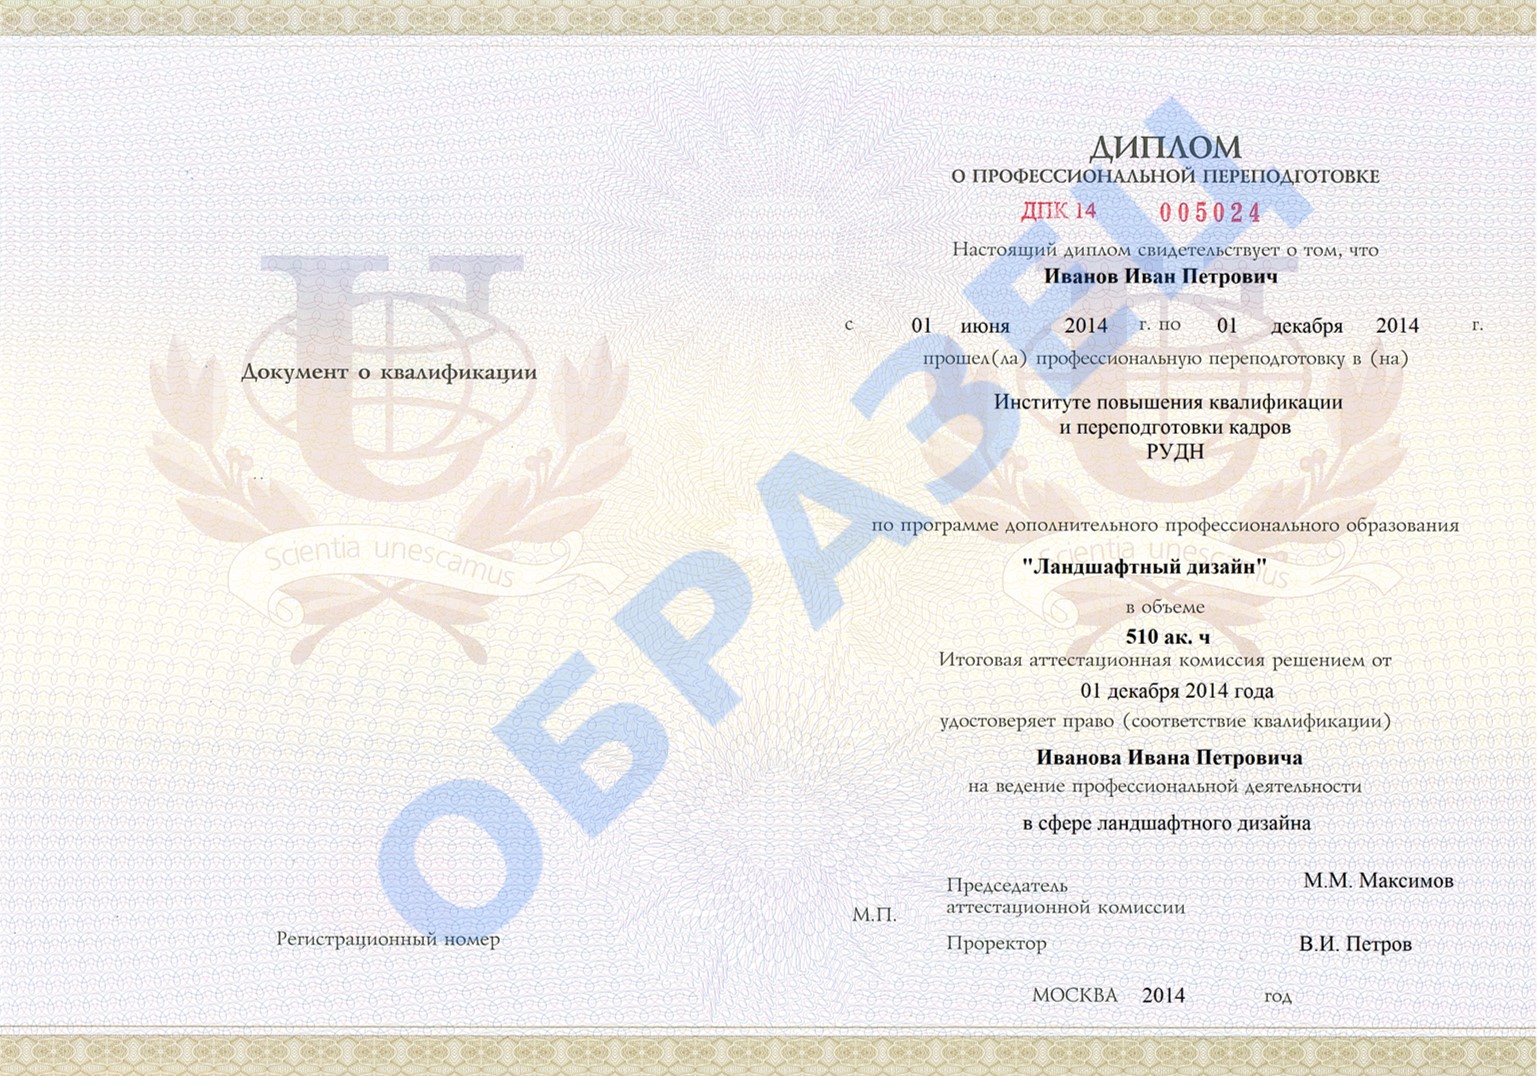 Документ о квалификации
Scientia unescamus
Регистрационный номер
ДИПЛОМ
О ПРОФЕССИОНАЛЬНОЙ ПЕРЕПОДГОТОВКЕ
ДПК 14 005024
Настоящий диплом свидетельствует о том, что
Иванов Иван Петрович
с 01 июня 2014 г. по 01 декабря 2014 г.
прошел(ла) профессиональную переподготовку в (на)
Институте повышения квалификации
и переподготовки кадров
РУДН
по программе дополнительного профессионального образования
Scientia unescamus
"Ландшафтный дизайн"
в объеме
510 ак. ч
Итоговая аттестационная комиссия решением от
01 декабря 2014 года
удостоверяет право (соответствие квалификации)
Иванова Ивана Петровича
на ведение профессиональной деятельности
в сфере ландшафтного дизайна
Председатель М.М. Максимов
аттестационной комиссии
М.П.
Проректор В.И. Петров
МОСКВА 2014 год
ОБРАЗЕЦ